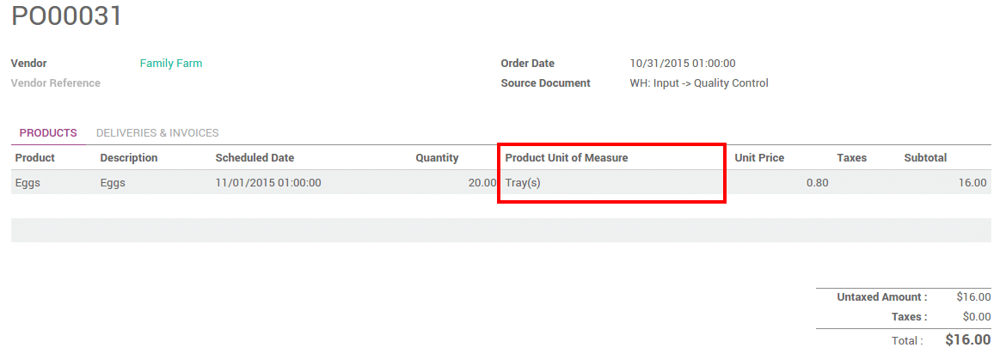 PO00031
Vendor Family Farm Order Date 10/31/2015 01:00:00
Vendor Reference Source Document WH: Input -> Quality Control
PRODUCTS DELIVERIES & INVOICES
Product Description Scheduled Date Quantity Product Unit of Measure Unit Price Taxes Subtotal
Eggs Eggs 11/01/2015 01:00:00 20.00 Tray(s) 0.80 16.00
Untaxed Amount : $16.00
Taxes : $0.00
Total : $16.00